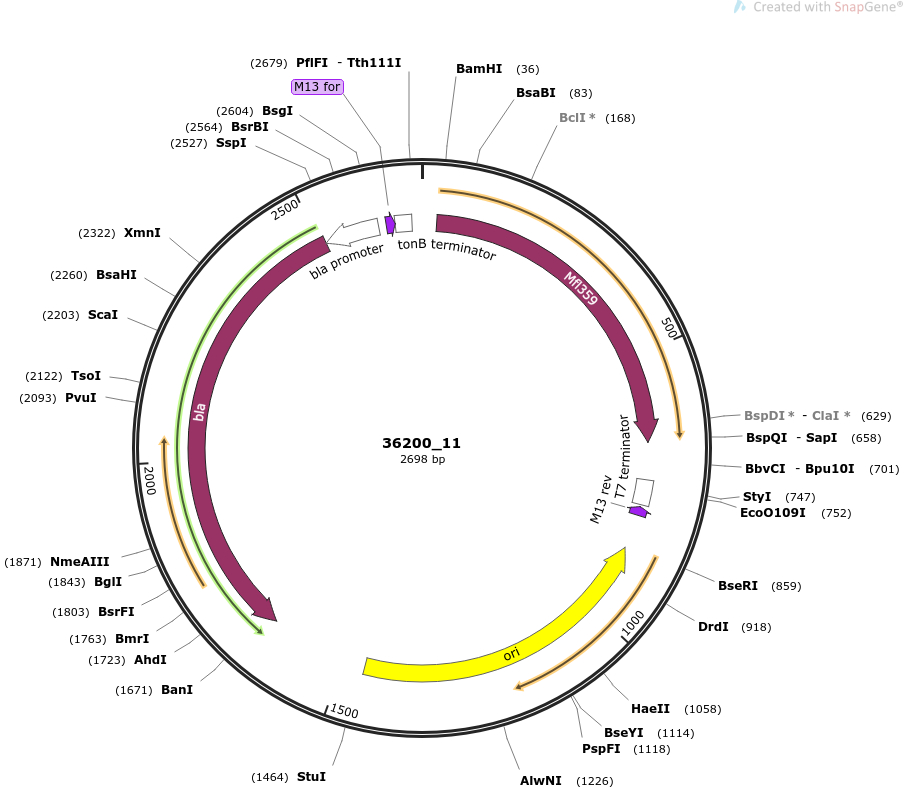 Created with SnapGene®
(2679) PflFI - Tth111I
M13 for
(2604) BsgI
(2564) BsrBI
(2527) SspI
BamHI (36)
BsaBI (83)
BclI * (168)
2500
(2322) XmnI
(2260) BsaHI
(2203) ScaI
(2122) TsoI
(2093) PvuI
bla promoter
tonB terminator
Mfl359
500
bla
36200_11
2698 bp
T7 terminator
M13 rev
BspDI * - ClaI * (629)
BspQI - SapI (658)
BbvCI - Bpu10I (701)
StyI (747)
EcoO109I (752)
2000
(1871) NmeAIII
(1843) BglI
(1803) BsrFI
(1763) BmrI
(1723) AhdI
(1671) BanI
BseRI (859)
DrdI (918)
1000
ori
HaeII (1058)
BseYI (1114)
PspFI (1118)
1500
(1464) StuI
AlwNI (1226)